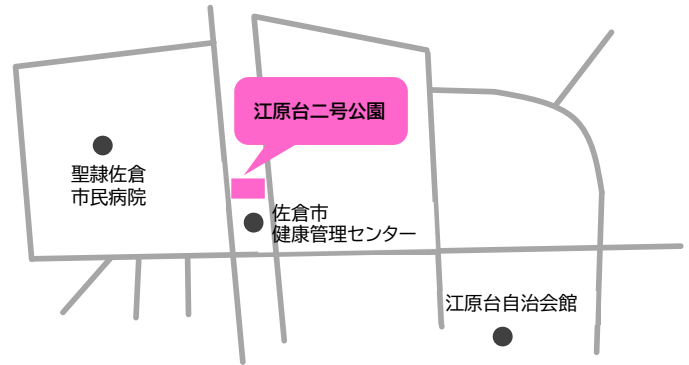 江原台二号公園
聖隷佐倉
市民病院
佐倉市
健康管理センター
江原台自治会館